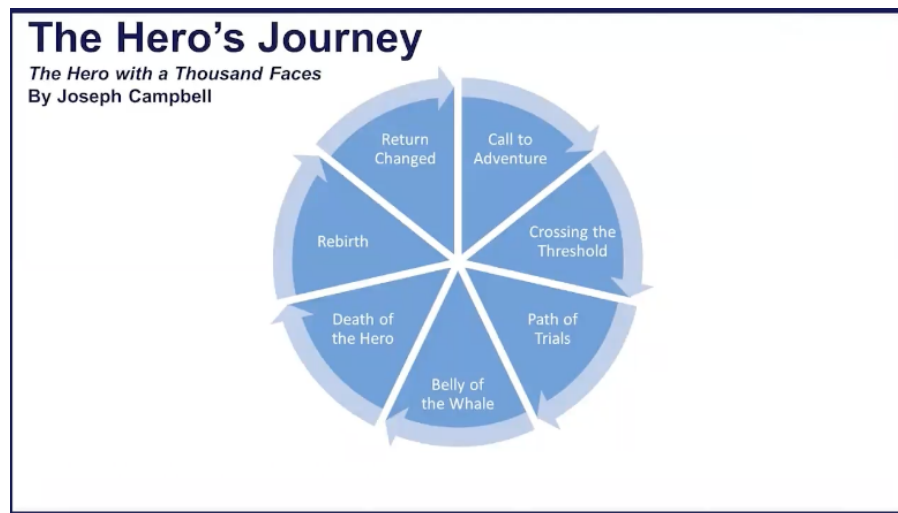 The Hero’s Journey
The Hero with a Thousand Faces
By Joseph Campbell
Call to
Adventure
Crossing the
Threshold
Path of
Trials
Belly of
the Whale
Death of
the Hero
Rebirth
Return
Changed